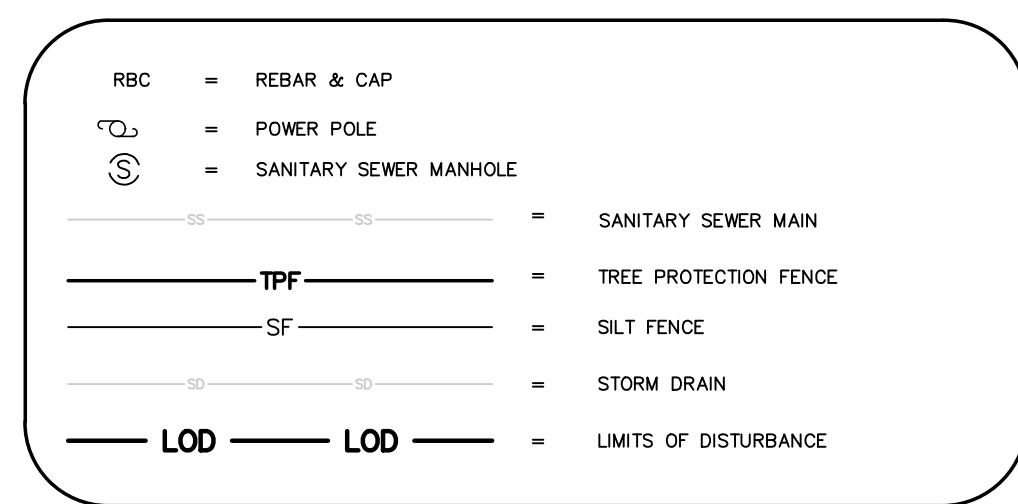 RBC = REBAR & CAP
= POWER POLE
S = SANITARY SEWER MANHOLE
SS SS = SANITARY SEWER MAIN
TPF = TREE PROTECTION FENCE
SF = SILT FENCE
SD SD = STORM DRAIN
LOD LOD = LIMITS OF DISTURBANCE